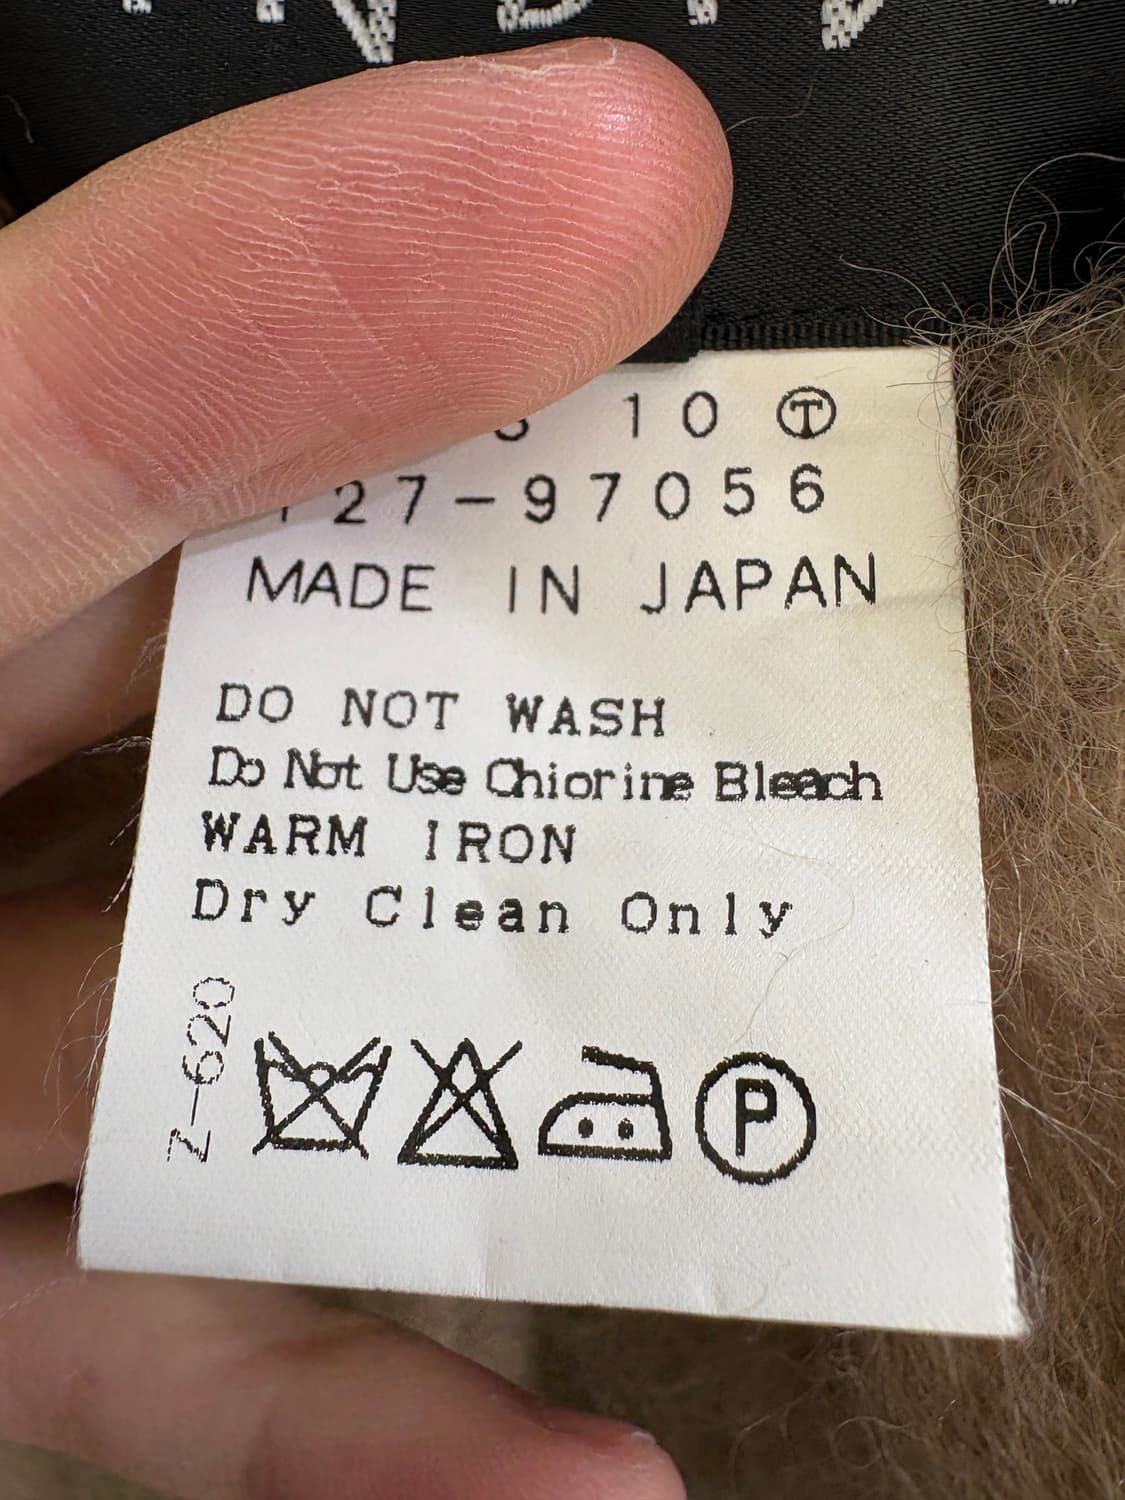 10 Ⓣ
27-97056
MADE IN JAPAN
DO NOT WASH
Do Not Use Chiorine Bleach
WARM IRON
Dry Clean Only
Z-620
P